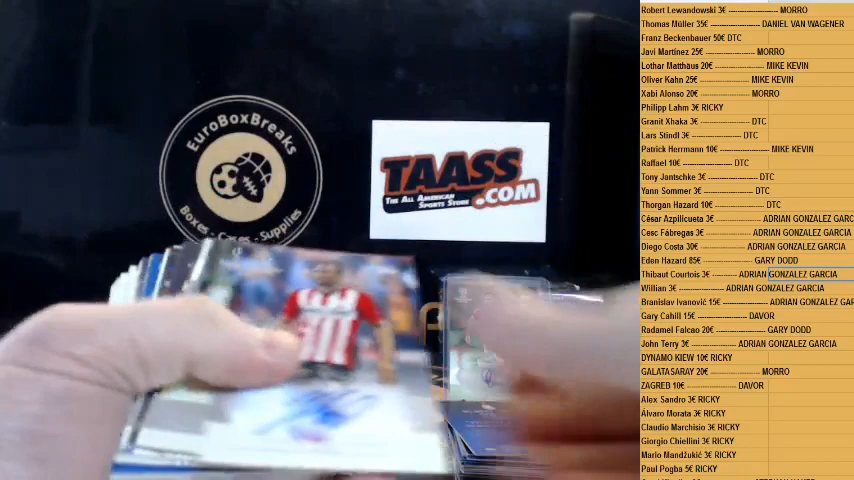 EuroBoxBreaks
Boxes - Cases - Supplies
TAASS
.COM
THE ALL AMERICAN
SPORTS STORE
Robert Lewandowski 3€ -------------------- MORRO
Thomas Müller 35€ -------------------- DANIEL VAN WAGENER
Franz Beckenbauer 50€ DTC
Javi Martínez 25€ -------------------- MORRO
Lothar Matthäus 20€ -------------------- MIKE KEVIN
Oliver Kahn 25€ -------------------- MIKE KEVIN
Xabi Alonso 20€ -------------------- MORRO
Philipp Lahm 3€ RICKY
Granit Xhaka 3€ -------------------- DTC
Lars Stindl 3€ -------------------- DTC
Patrick Herrmann 10€ -------------------- MIKE KEVIN
Raffael 10€ -------------------- DTC
Tony Jantschke 3€ -------------------- DTC
Yann Sommer 3€ -------------------- DTC
Thorgan Hazard 10€ -------------------- DTC
César Azpilicueta 3€ -------------------- ADRIAN GONZALEZ GARC
Cesc Fàbregas 3€ -------------------- ADRIAN GONZALEZ GARCIA
Diego Costa 30€ -------------------- ADRIAN GONZALEZ GARCIA
Eden Hazard 85€ -------------------- GARY DODD
Thibaut Courtois 3€ -------------------- ADRIAN GONZALEZ GARCIA
Willian 3€ -------------------- ADRIAN GONZALEZ GARCIA
Branislav Ivanović 15€ -------------------- ADRIAN GONZALEZ GAR
Gary Cahill 15€ -------------------- DAVOR
Radamel Falcao 20€ -------------------- GARY DODD
John Terry 3€ -------------------- ADRIAN GONZALEZ GARCIA
DYNAMO KIEW 10€ RICKY
GALATASARAY 20€ -------------------- MORRO
ZAGREB 10€ -------------------- DAVOR
Alex Sandro 3€ RICKY
Álvaro Morata 3€ RICKY
Claudio Marchisio 3€ RICKY
Giorgio Chiellini 3€ RICKY
Mario Mandžukić 3€ RICKY
Paul Pogba 5€ RICKY